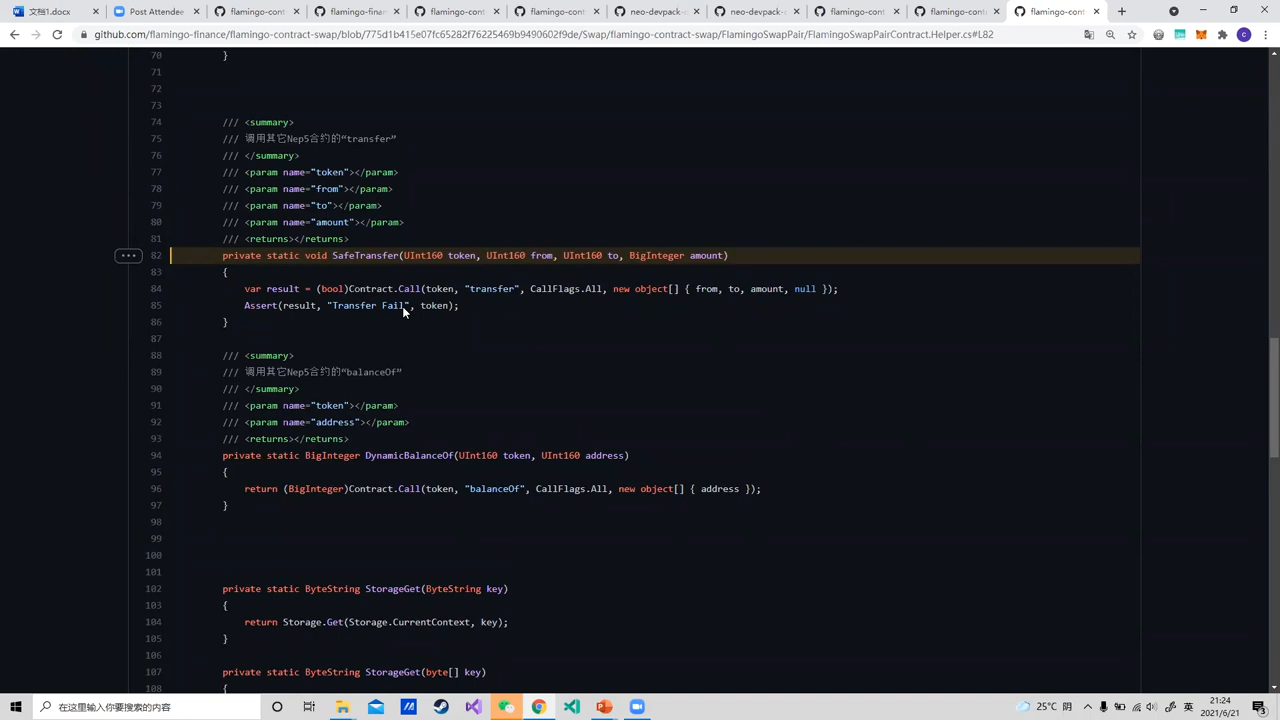 文档1.docx
Post Attendee
flamingo-cont
flamingo-finan
flamingo-cont
flamingo-cont
neo-devpack-
neo-devpack-
flamingo-cont
flamingo-cont
flamingo-cont
github.com/flamingo-finance/flamingo-contract-swap/blob/775d1b415e07fc65282f76225469b9490602f9de/Swap/flamingo-contract-swap/FlamingoSwapPair/FlamingoSwapPairContract.Helper.cs#L82
70 }
71
72
73
74 /// <summary>
75 /// 调用其它Nep5合约的“transfer”
76 /// </summary>
77 /// <param name="token"></param>
78 /// <param name="from"></param>
79 /// <param name="to"></param>
80 /// <param name="amount"></param>
81 /// <returns></returns>
82 private static void SafeTransfer(UInt160 token, UInt160 from, UInt160 to, BigInteger amount)
83 {
84 var result = (bool)Contract.Call(token, "transfer", CallFlags.All, new object[] { from, to, amount, null });
85 Assert(result, "Transfer Fail", token);
86 }
87
88 /// <summary>
89 /// 调用其它Nep5合约的“balanceOf”
90 /// </summary>
91 /// <param name="token"></param>
92 /// <param name="address"></param>
93 /// <returns></returns>
94 private static BigInteger DynamicBalanceOf(UInt160 token, UInt160 address)
95 {
96 return (BigInteger)Contract.Call(token, "balanceOf", CallFlags.All, new object[] { address });
97 }
98
99
100
101
102 private static ByteString StorageGet(ByteString key)
103 {
104 return Storage.Get(Storage.CurrentContext, key);
105 }
106
107 private static ByteString StorageGet(byte[] key)
108 {
在这里输入你要搜索的内容
25°C 阴
英
21:24
2021/6/21